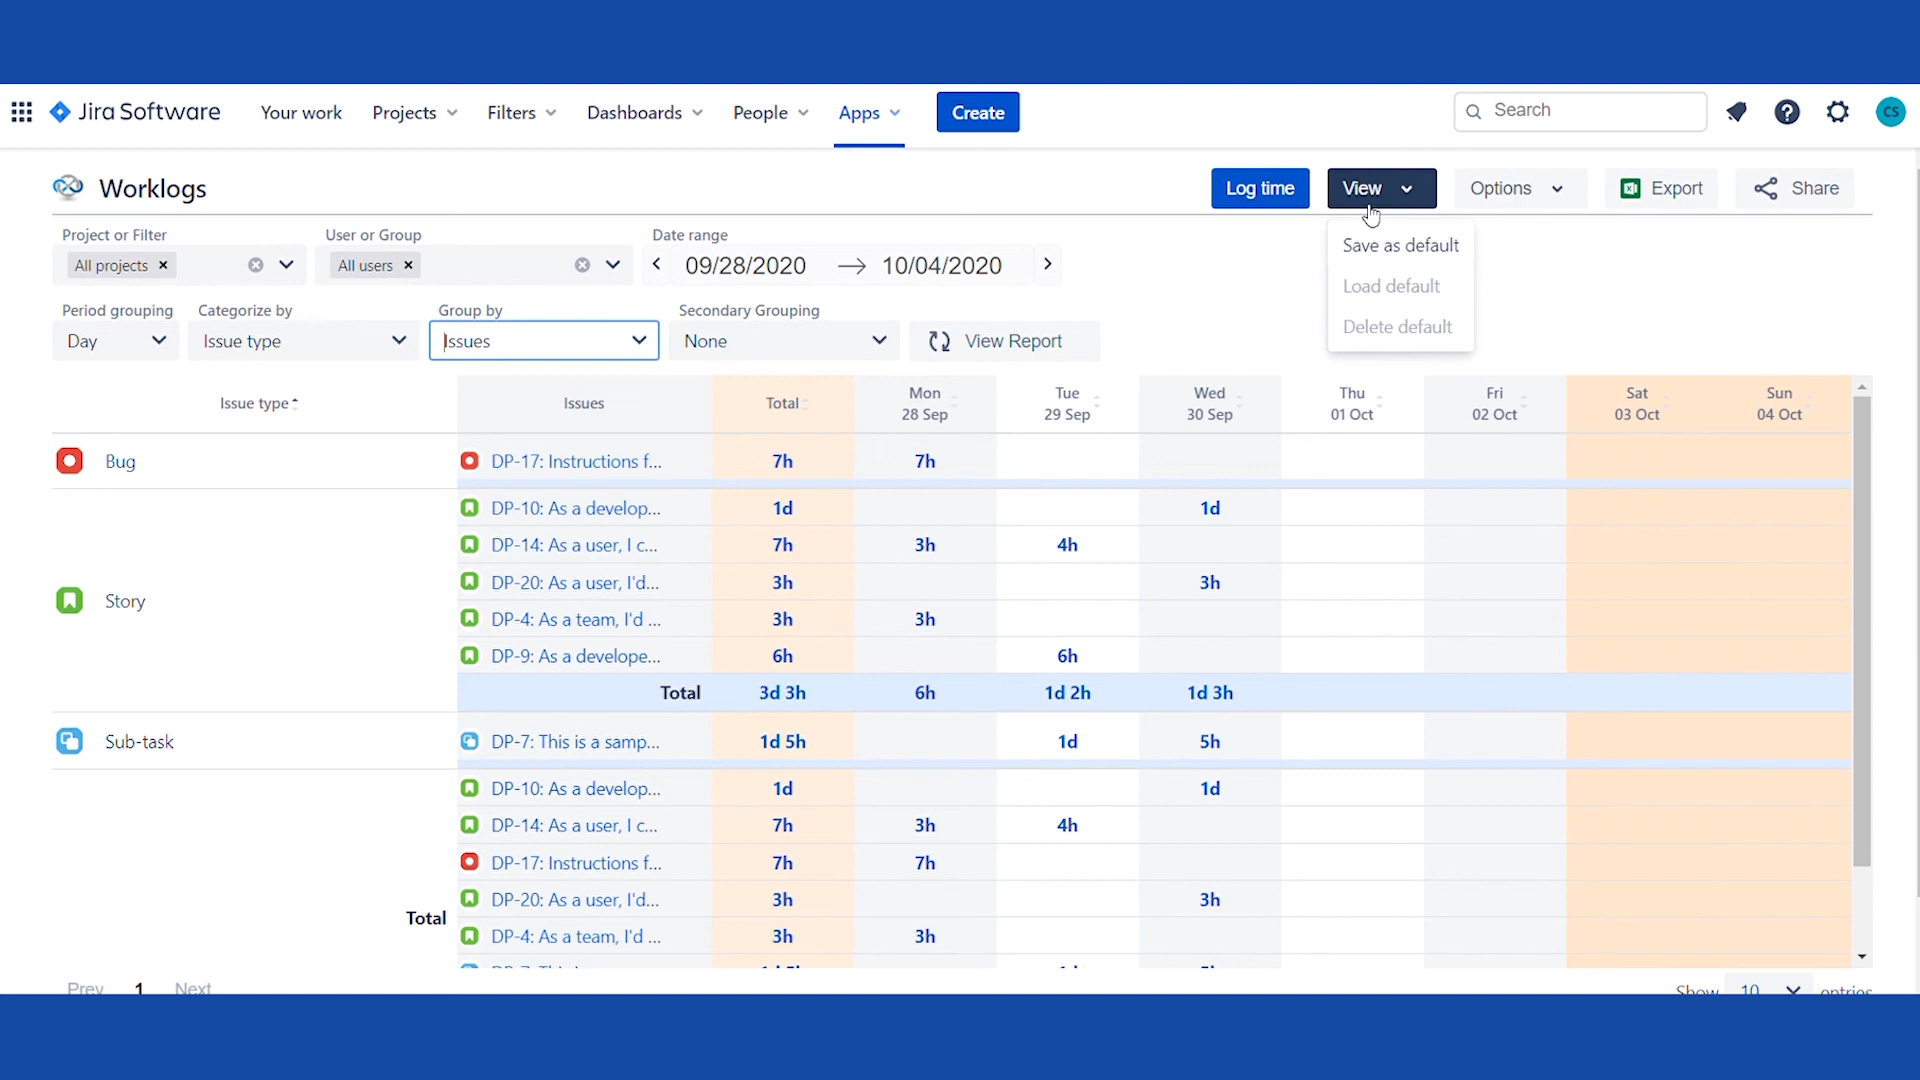 Jira Software Your work Projects Filters Dashboards People Apps Create Search CS
Worklogs Log time View Options Export Share
Project or Filter User or Group Date range
All projects × All users × 09/28/2020 → 10/04/2020
Save as default
Load default
Delete default
Period grouping Categorize by Group by Secondary Grouping
Day Issue type Issues None View Report
Issue type Issues Total Mon Tue Wed Thu Fri Sat Sun
28 Sep 29 Sep 30 Sep 01 Oct 02 Oct 03 Oct 04 Oct
Bug DP-17: Instructions f... 7h 7h
DP-10: As a develop... 1d 1d
DP-14: As a user, I c... 7h 3h 4h
DP-20: As a user, I'd... 3h 3h
Story
DP-4: As a team, I'd ... 3h 3h
DP-9: As a develope... 6h 6h
Total 3d 3h 6h 1d 2h 1d 3h
Sub-task DP-7: This is a samp... 1d 5h 1d 5h
DP-10: As a develop... 1d 1d
DP-14: As a user, I c... 7h 3h 4h
DP-17: Instructions f... 7h 7h
DP-20: As a user, I'd... 3h 3h
Total
DP-4: As a team, I'd ... 3h 3h
Prev 1 Next Show 10 entries